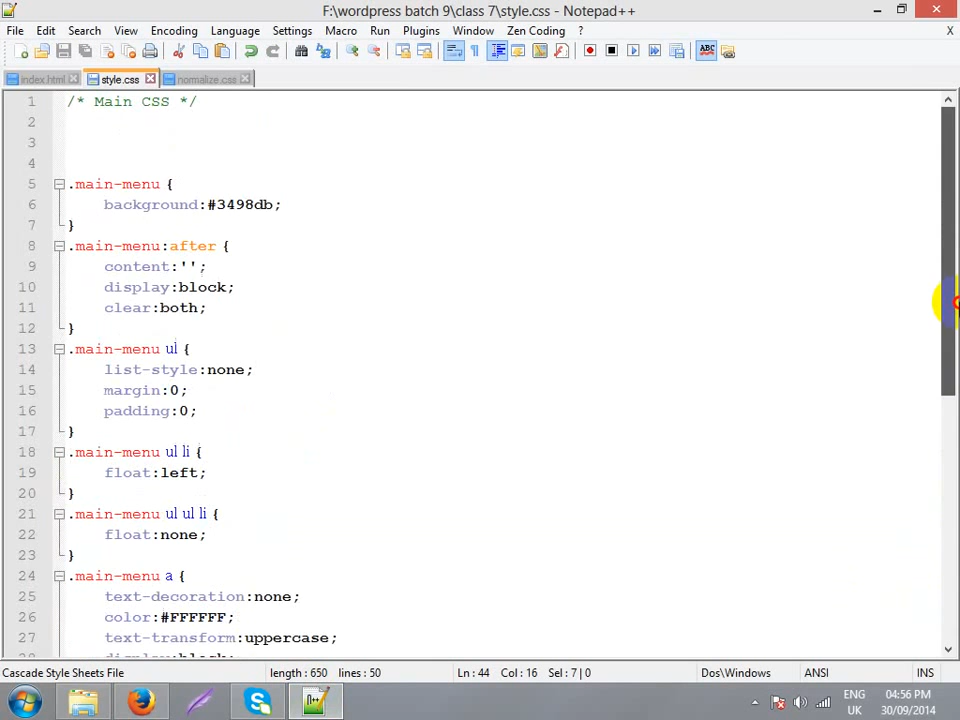 F:\wordpress batch 9\class 7\style.css - Notepad++
File Edit Search View Encoding Language Settings Macro Run Plugins Window Zen Coding ? X
index.html style.css normalize.css
1 /* Main CSS */
2
3
4
5 .main-menu {
6 background:#3498db;
7 }
8 .main-menu:after {
9 content:'';
10 display:block;
11 clear:both;
12 }
13 .main-menu ul {
14 list-style:none;
15 margin:0;
16 padding:0;
17 }
18 .main-menu ul li {
19 float:left;
20 }
21 .main-menu ul ul li {
22 float:none;
23 }
24 .main-menu a {
25 text-decoration:none;
26 color:#FFFFFF;
27 text-transform:uppercase;
28 display:block;
Cascade Style Sheets File length : 650 lines : 50 Ln : 44 Col : 16 Sel : 7 | 0 Dos\Windows ANSI INS
ENG 04:56 PM
UK 30/09/2014